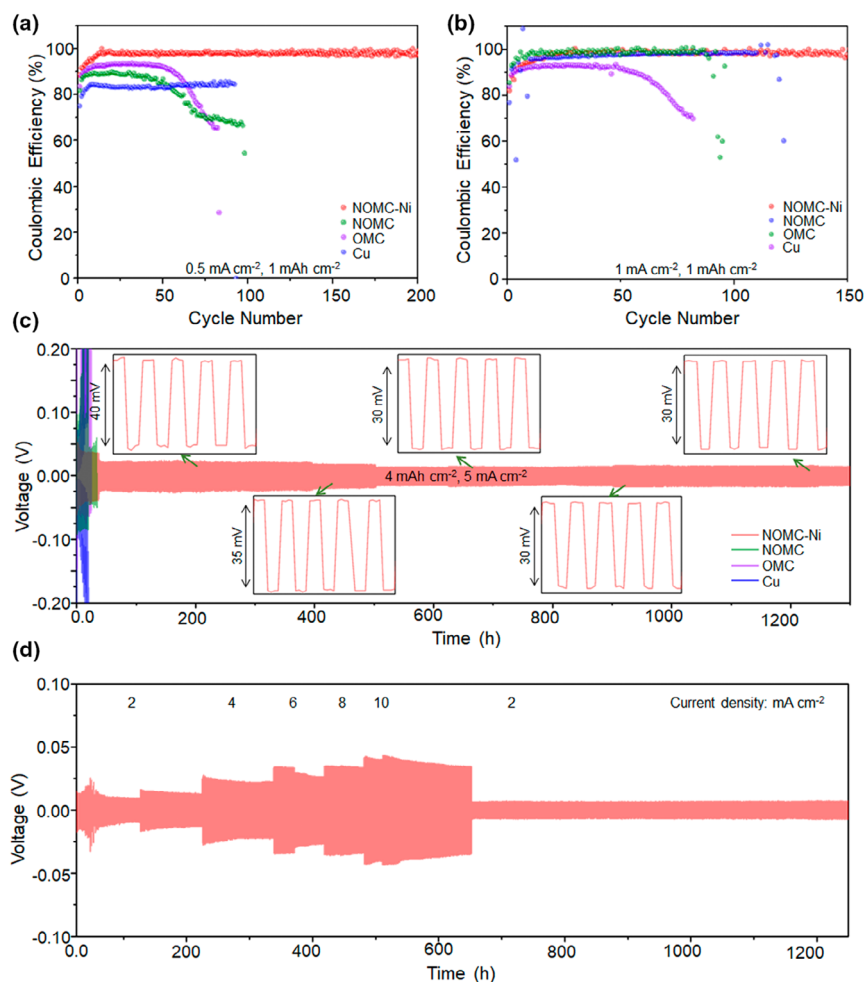 (a)
Coulombic Efficiency (%)
100
80
60
40
20
0
0 50 100 150 200
NOMC-Ni
NOMC
OMC
Cu
0.5 mA cm-2, 1 mAh cm-2
Cycle Number
(b)
Coulombic Efficiency (%)
100
80
60
40
20
0
0 50 100 150
NOMC-Ni
NOMC
OMC
Cu
1 mA cm-2, 1 mAh cm-2
Cycle Number
(c)
Voltage (V)
0.20
0.10
0.00
-0.10
-0.20
40 mV
30 mV
30 mV
4 mAh cm-2, 5 mA cm-2
35 mV
30 mV
NOMC-Ni
NOMC
OMC
Cu
0.0 200 400 600 800 1000 1200
Time (h)
(d)
Voltage (V)
0.10
0.05
0.00
-0.05
-0.10
2 4 6 8 10 2 Current density: mA cm-2
0.0 200 400 600 800 1000 1200
Time (h)